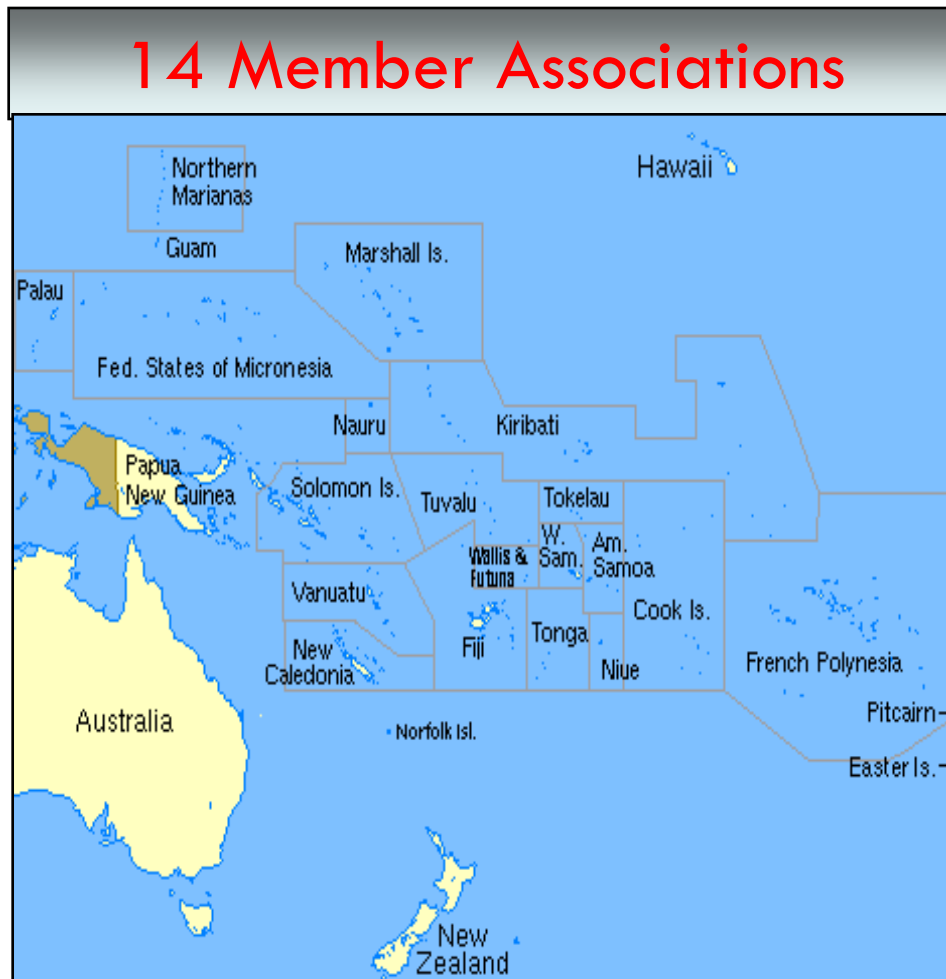 14 Member Associations
Northern
Marianas
Hawaii
Guam
Marshall Is.
Palau
Fed. States of Micronesia
Nauru
Kiribati
Papua
New Guinea
Solomon Is.
Tuvalu
Tokelau
W.
Sam.
Am.
Samoa
Wallis &
Futuna
Vanuatu
Cook Is.
Fiji
Tonga
New
Caledonia
Niue
French Polynesia
Australia
Pitcairn
Norfolk Isl.
Easter Is.
New
Zealand